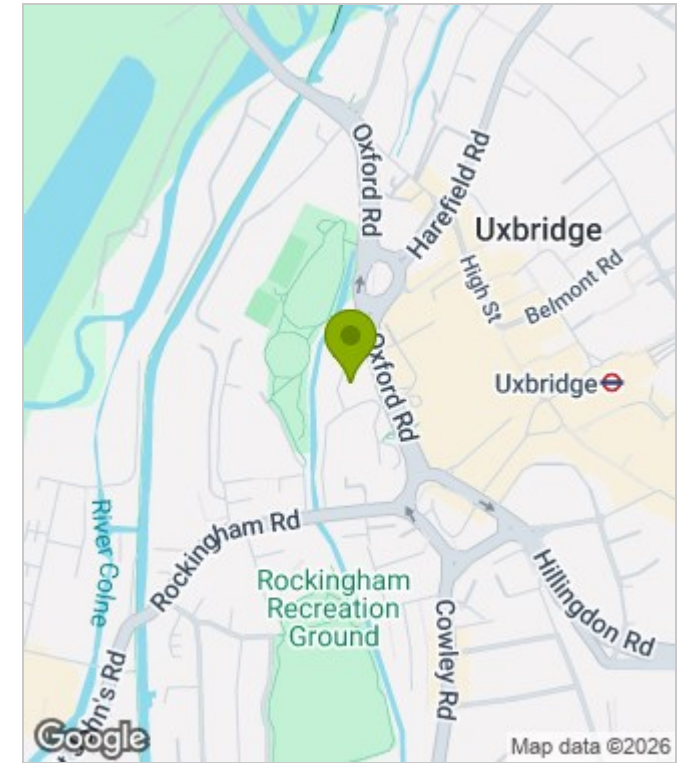 Oxford Rd
Harefield Rd
Uxbridge
High St
Belmont Rd
Oxford Rd
Uxbridge
River Colne
Rockingham Rd
Rockingham
Recreation
Ground
Hillingdon Rd
Cowley Rd
John's Rd
Google
Map data ©2026